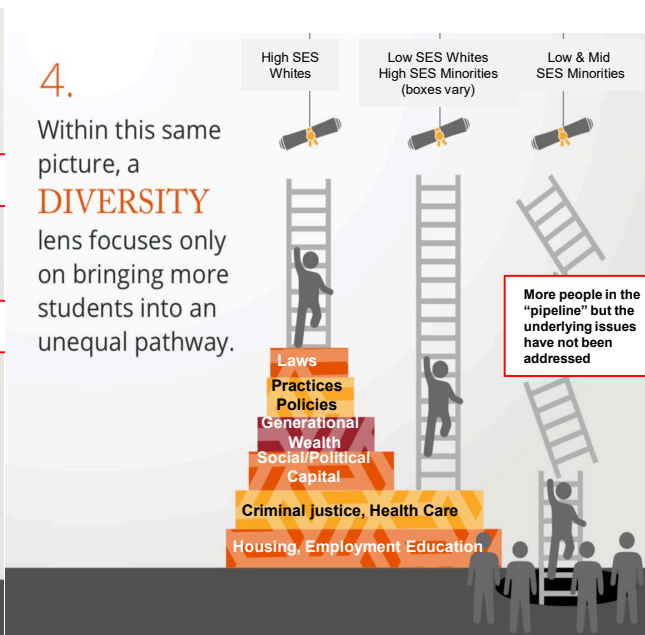 4.
Within this same
picture, a
DIVERSITY
lens focuses only
on bringing more
students into an
unequal pathway.
High SES
Whites
Low SES Whites
High SES Minorities
(boxes vary)
Low & Mid
SES Minorities
More people in the
“pipeline” but the
underlying issues
have not been
addressed
Laws
Practices
Policies
Generational
Wealth
Social/Political
Capital
Criminal justice, Health Care
Housing, Employment Education